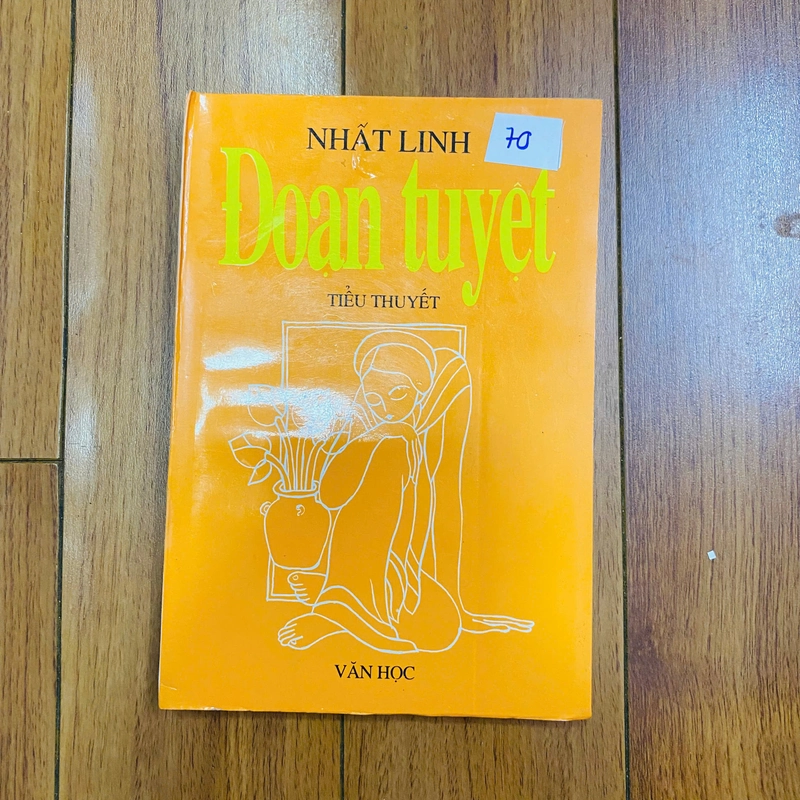 NHẤT LINH
70
Đoạn tuyệt
TIỂU THUYẾT
VĂN HỌC